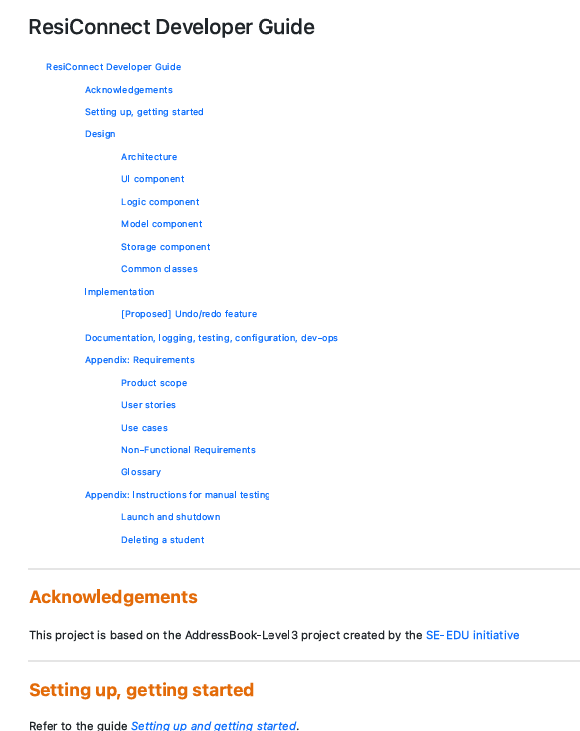 ResiConnect Developer Guide
ResiConnect Developer Guide
Acknowledgements
Setting up, getting started
Design
Architecture
UI component
Logic component
Model component
Storage component
Common classes
Implementation
[Proposed] Undo/redo feature
Documentation, logging, testing, configuration, dev-ops
Appendix: Requirements
Product scope
User stories
Use cases
Non-Functional Requirements
Glossary
Appendix: Instructions for manual testing
Launch and shutdown
Deleting a student
Acknowledgements
This project is based on the AddressBook-Level3 project created by the SE-EDU initiative
Setting up, getting started
Refer to the guide Setting up and getting started.